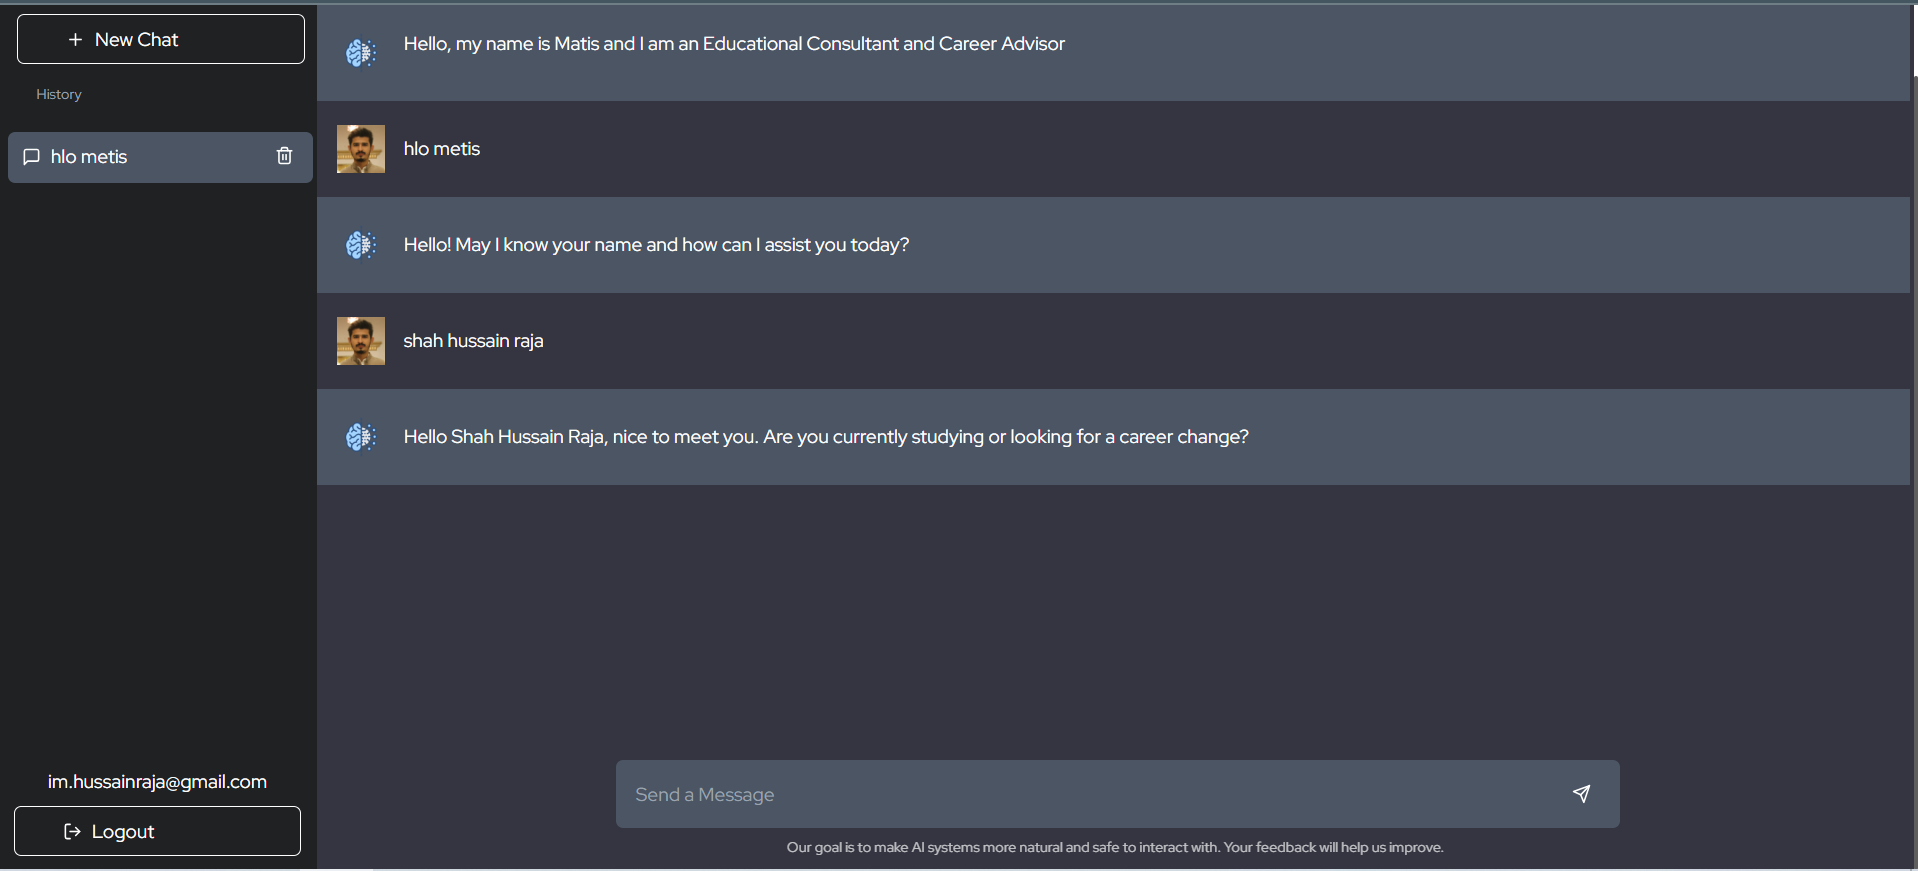 New Chat
History
hlo metis
im.hussainraja@gmail.com
Logout
Hello, my name is Matis and I am an Educational Consultant and Career Advisor
hlo metis
Hello! May I know your name and how can I assist you today?
shah hussain raja
Hello Shah Hussain Raja, nice to meet you. Are you currently studying or looking for a career change?
Send a Message
Our goal is to make AI systems more natural and safe to interact with. Your feedback will help us improve.